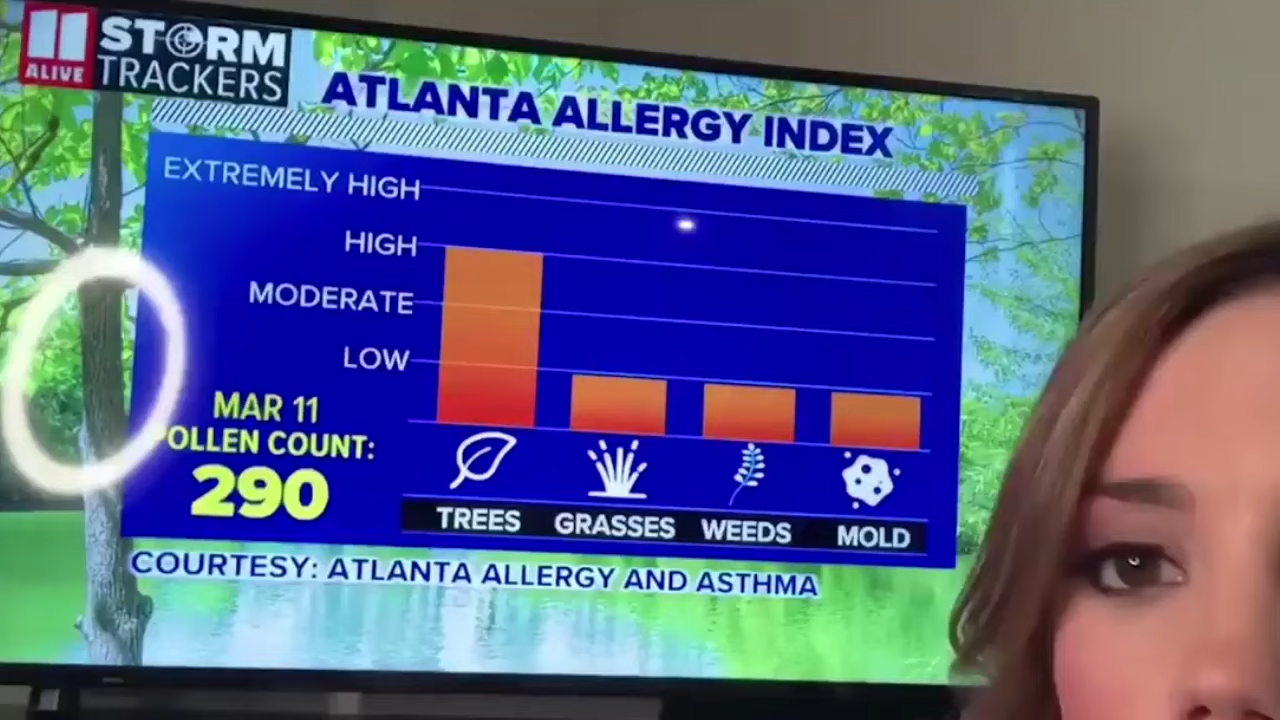 11
ALIVE
STORM
TRACKERS
ATLANTA ALLERGY INDEX
EXTREMELY HIGH
HIGH
MODERATE
LOW
MAR 11
POLLEN COUNT:
290
TREES
GRASSES
WEEDS
MOLD
COURTESY: ATLANTA ALLERGY AND ASTHMA